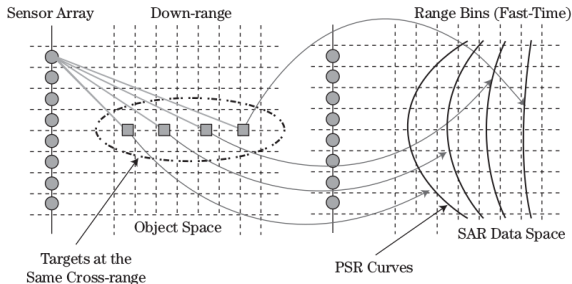 Sensor Array
Down-range
Range Bins (Fast-Time)
Object Space
SAR Data Space
Targets at the
Same Cross-range
PSR Curves